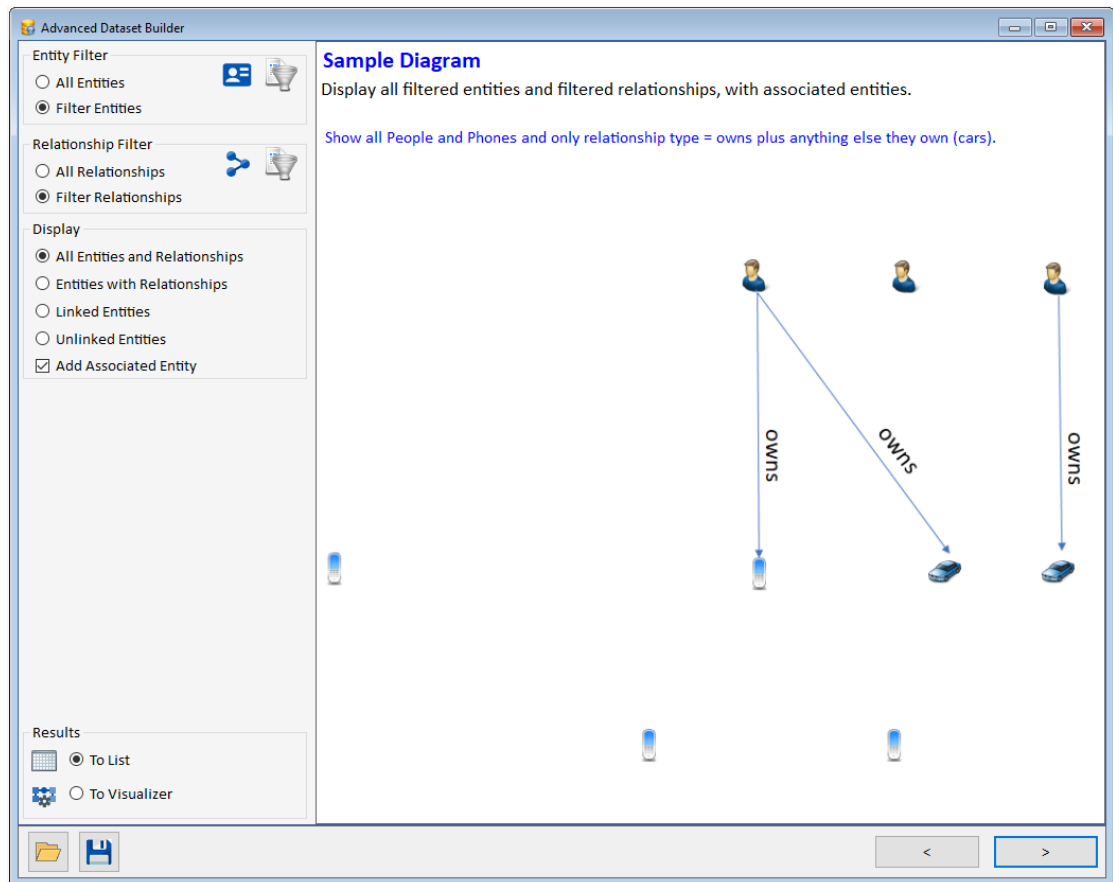 Advanced Dataset Builder
Entity Filter
All Entities
Filter Entities
Relationship Filter
All Relationships
Filter Relationships
Display
All Entities and Relationships
Entities with Relationships
Linked Entities
Unlinked Entities
Add Associated Entity
Results
To List
To Visualizer
Sample Diagram
Display all filtered entities and filtered relationships, with associated entities.
Show all People and Phones and only relationship type = owns plus anything else they own (cars).
owns
owns
owns
<
>